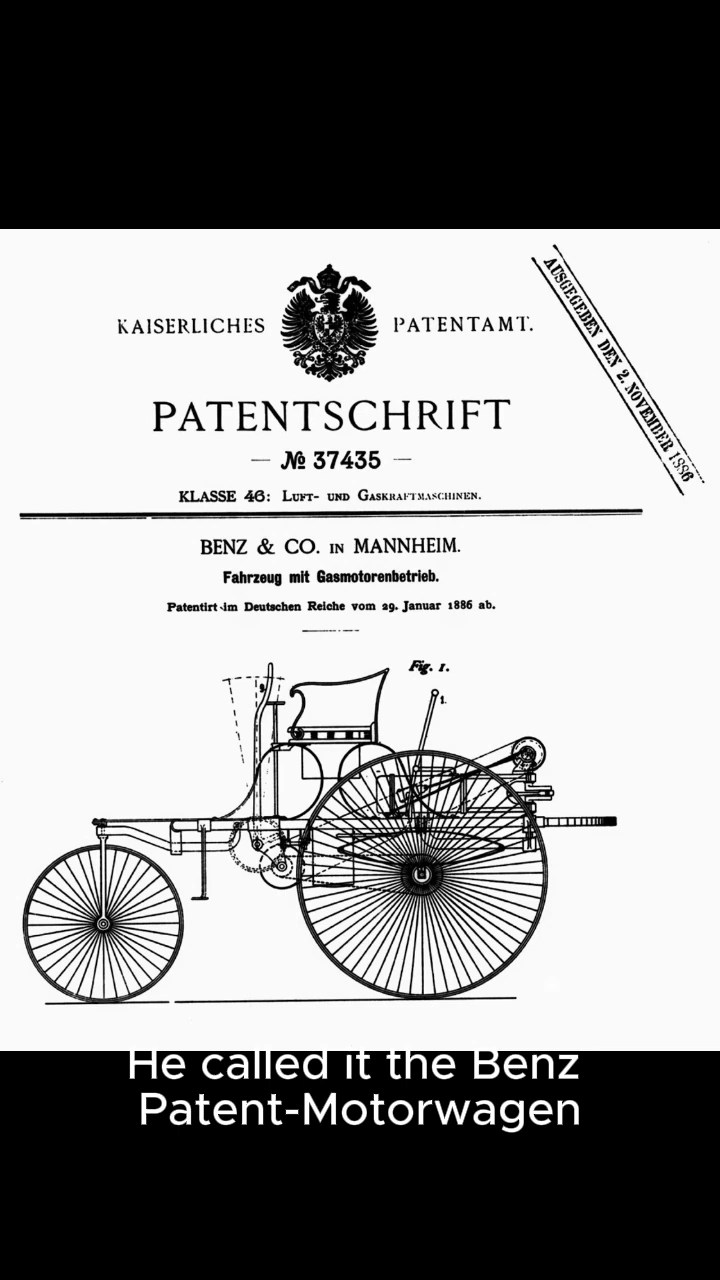 KAISERLICHES PATENTAMT.
AUSGEGEBEN DEN 2. NOVEMBER 1886
PATENTSCHRIFT
— № 37435 —
KLASSE 46: LUFT- UND GASKRAFTMASCHINEN.
BENZ & CO. IN MANNHEIM.
Fahrzeug mit Gasmotorenbetrieb.
Patentirt im Deutschen Reiche vom 29. Januar 1886 ab.
Fig. 1.
9
1.
He called it the Benz
Patent-Motorwagen